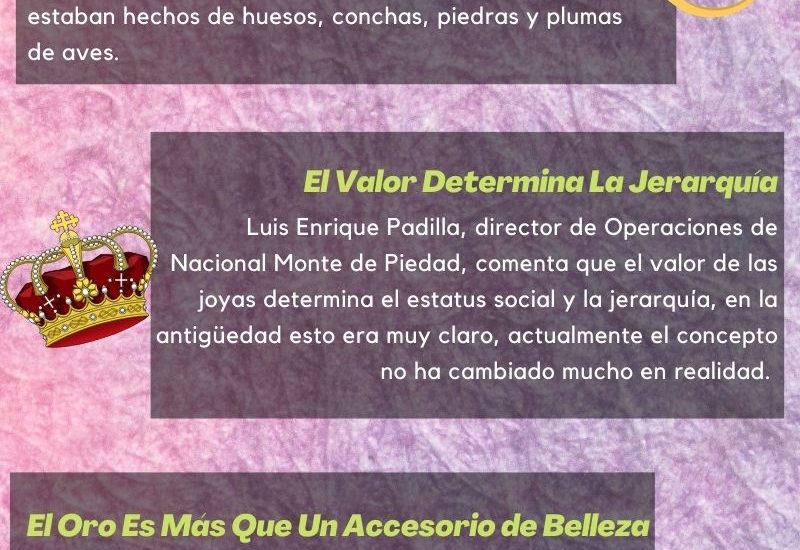 estaban hechos de huesos, conchas, piedras y plumas
de aves.
El Valor Determina La Jerarquía
Luis Enrique Padilla, director de Operaciones de
Nacional Monte de Piedad, comenta que el valor de las
joyas determina el estatus social y la jerarquía, en la
antigüedad esto era muy claro, actualmente el concepto
no ha cambiado mucho en realidad.
El Oro Es Más Que Un Accesorio de Belleza